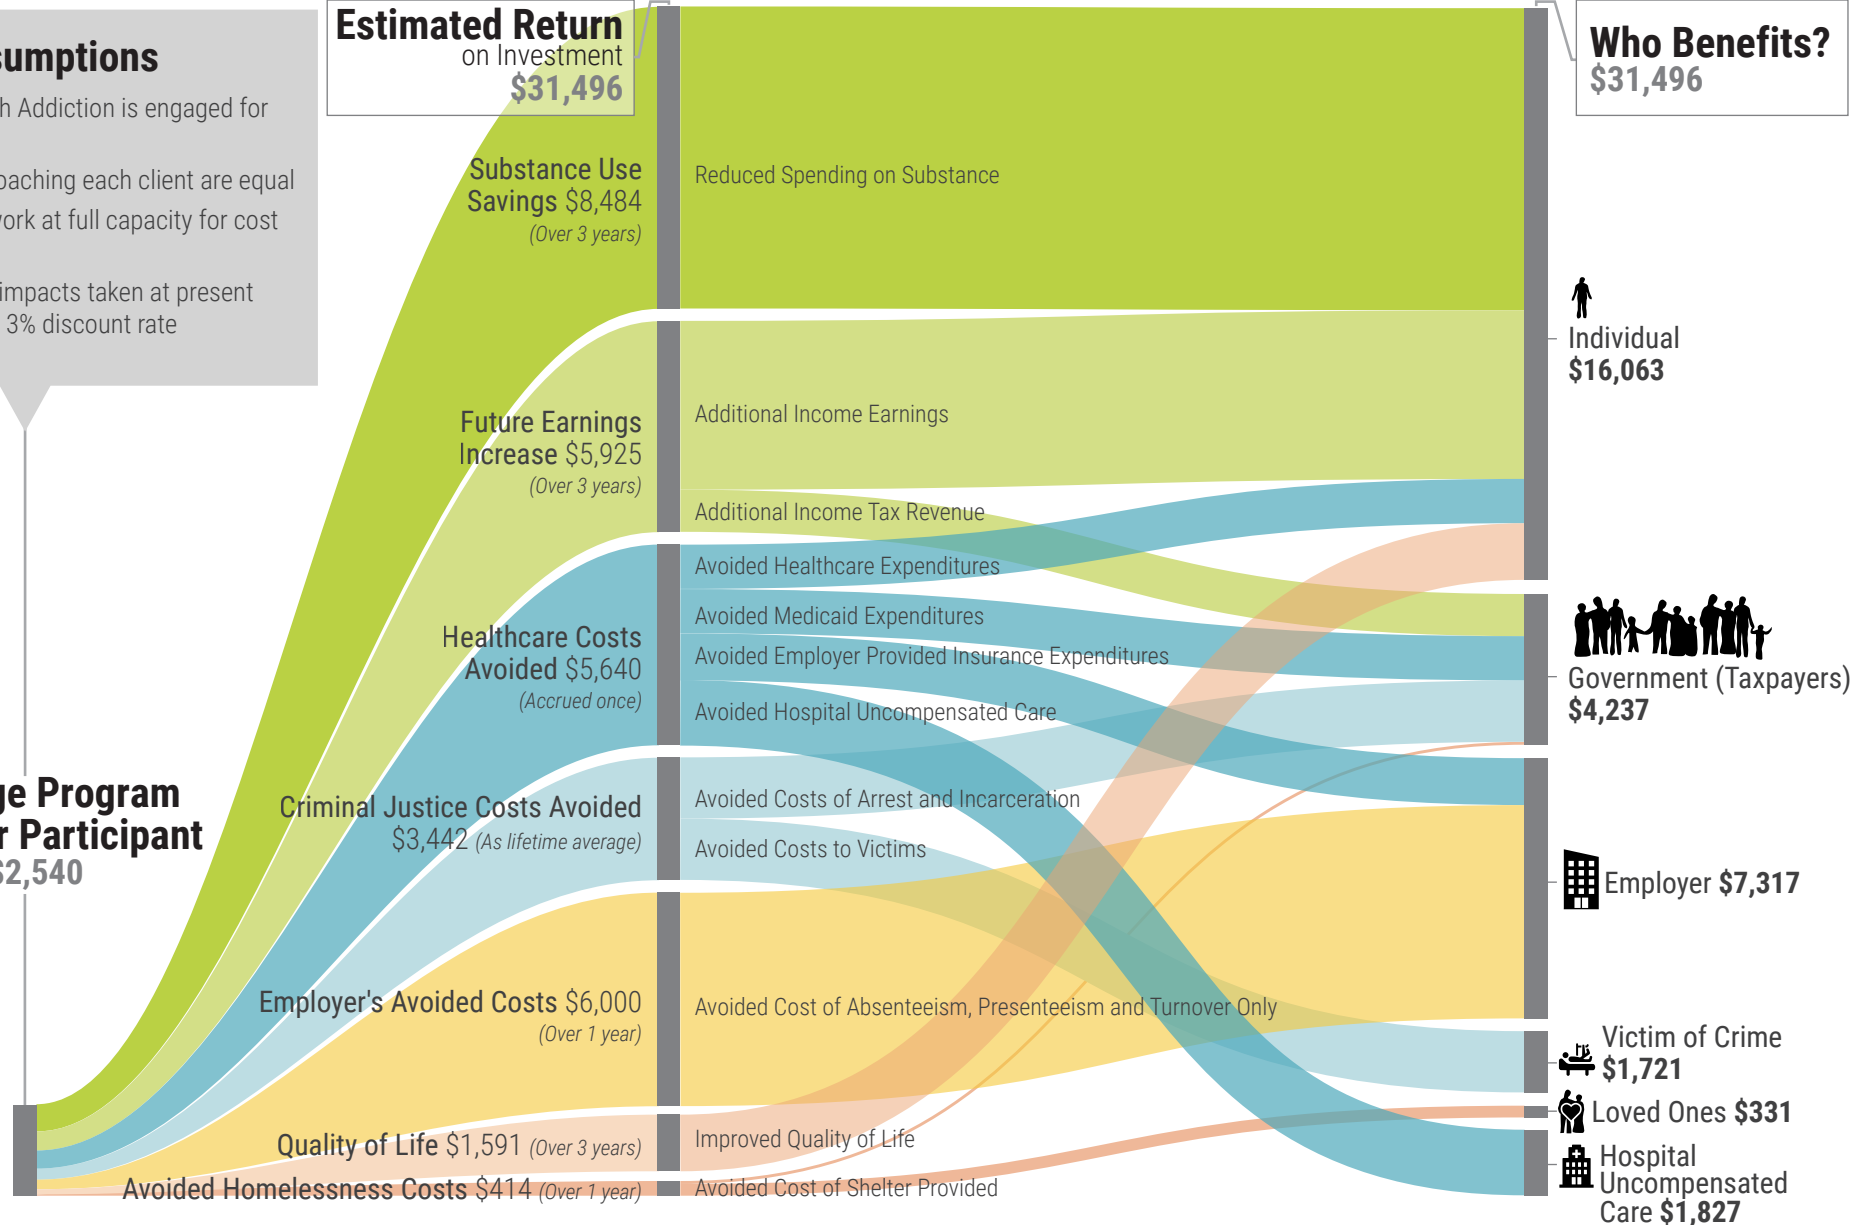 sumptions
h Addiction is engaged for
oaching each client are equal
work at full capacity for cost
impacts taken at present
3% discount rate
ge Program
r Participant
$2,540
Estimated Return
on Investment
$31,496
Substance Use
Savings $8,484
(Over 3 years)
Future Earnings
Increase $5,925
(Over 3 years)
Healthcare Costs
Avoided $5,640
(Accrued once)
Criminal Justice Costs Avoided
$3,442 (As lifetime average)
Employer's Avoided Costs $6,000
(Over 1 year)
Quality of Life $1,591 (Over 3 years)
Avoided Homelessness Costs $414 (Over 1 year)
Reduced Spending on Substance
Additional Income Earnings
Additional Income Tax Revenue
Avoided Healthcare Expenditures
Avoided Medicaid Expenditures
Avoided Employer Provided Insurance Expenditures
Avoided Hospital Uncompensated Care
Avoided Costs of Arrest and Incarceration
Avoided Costs to Victims
Avoided Cost of Absenteeism, Presenteeism and Turnover Only
Improved Quality of Life
Avoided Cost of Shelter Provided
Who Benefits?
$31,496
Individual
$16,063
Government (Taxpayers)
$4,237
Employer $7,317
Victim of Crime
$1,721
Loved Ones $331
Hospital
Uncompensated
Care $1,827